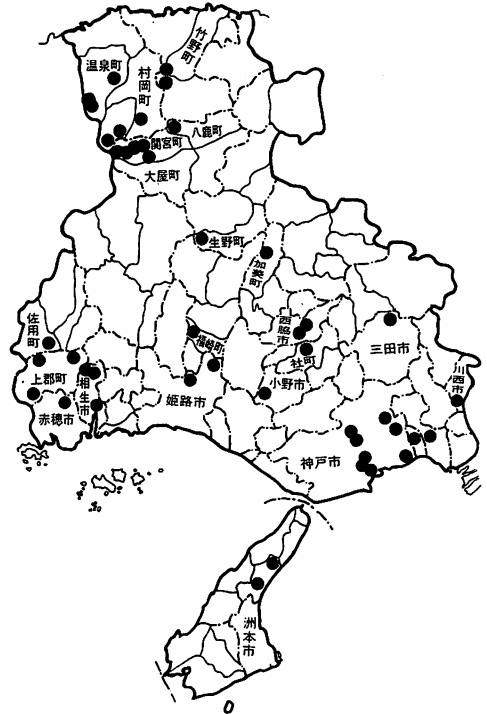 竹野町
温泉町
村岡町
八鹿町
関宮町
大屋町
生野町
加美町
佐用町
西脇市
福崎町
社町
三田市
川西市
上郡町
相生市
小野市
姫路市
赤穂市
神戸市
洲本市